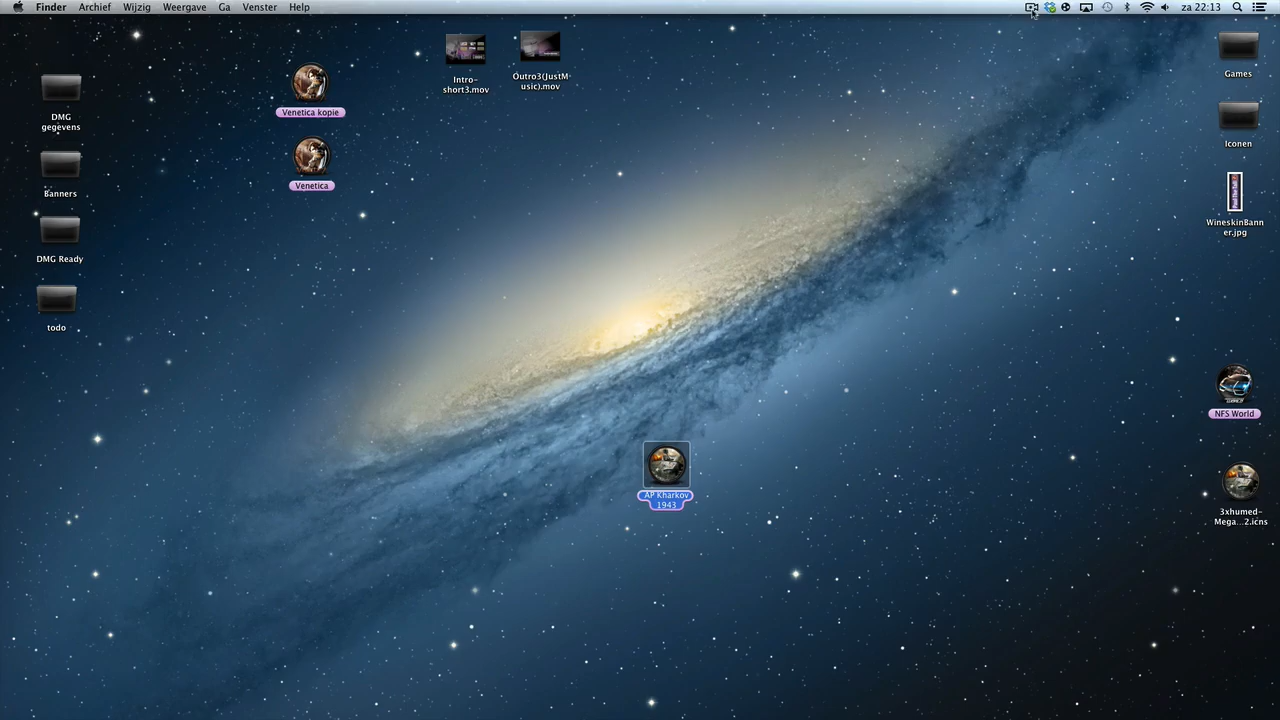 Finder Archief Wijzig Weergave Ga Venster Help
za 22:13
Intro-
short3.mov
Outro3(JustM
usic).mov
Games
DMG
gegevens
Venetica kopie
Iconen
Banners
Venetica
WineskinBann
er.jpg
DMG Ready
todo
NFS World
AP Kharkov
1943
3xhumed-
Mega...2.icns